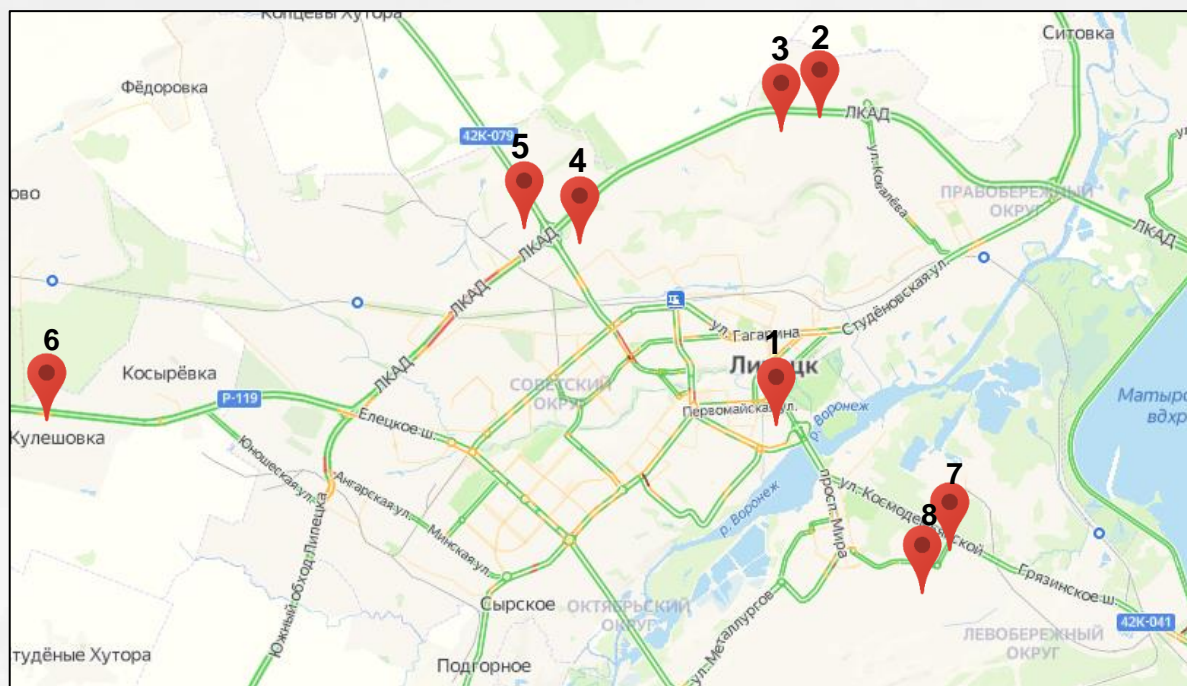 Копцевы Хутора
Ситовка
Фёдоровка
3
2
ЛКАД
42К-079
5
4
ул. Ковалёва
ПРАВОБЕРЕЖНЫЙ
ОКРУГ
ово
ЛКАД
ЛКАД
ЛКАД
Студёновская ул.
ул. Гагарина
6
1
Липецк
Косырёвка
ЛКАД
СОВЕТСКИЙ
ОКРУГ
Р-119
Первомайская ул.
Матыро
вдхр
Кулешовка
Елецкое ш.
р. Воронеж
Юношеская ул.
Ангарская ул.
Минская ул.
р. Воронеж
просп. Мира
ул. Космодемьянской
7
8
Грязинское ш.
Южный обход Липецка
Сырское
ОКТЯБРЬСКИЙ
ОКРУГ
42К-041
ул. Металлургов
ЛЕВОБЕРЕЖНЫЙ
ОКРУГ
тудёные Хутора
Подгорное